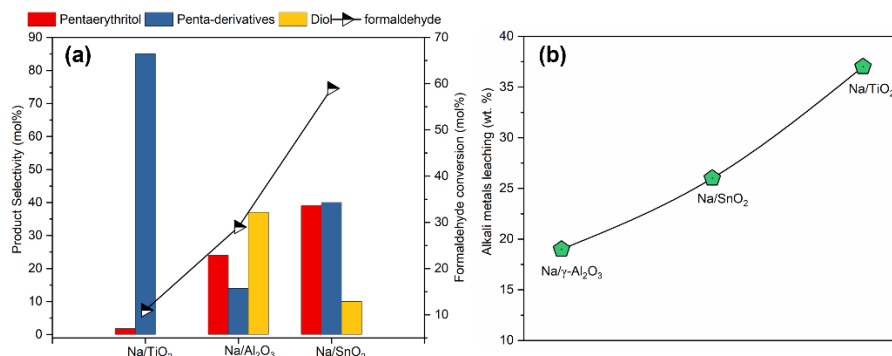 Pentaerythritol Penta-derivatives Diol formaldehyde
(a)
Product Selectivity (mol%)
90
80
70
60
50
40
30
20
10
0
Na/TiO₂ Na/Al₂O₃ Na/SnO₂
70
60
50
40
30
20
10
Formaldehyde conversion (mol%)
(b)
Alkali metals leaching (wt. %)
40
35
30
25
20
15
10
Na/TiO₂
Na/SnO₂
Na/γ-Al₂O₃